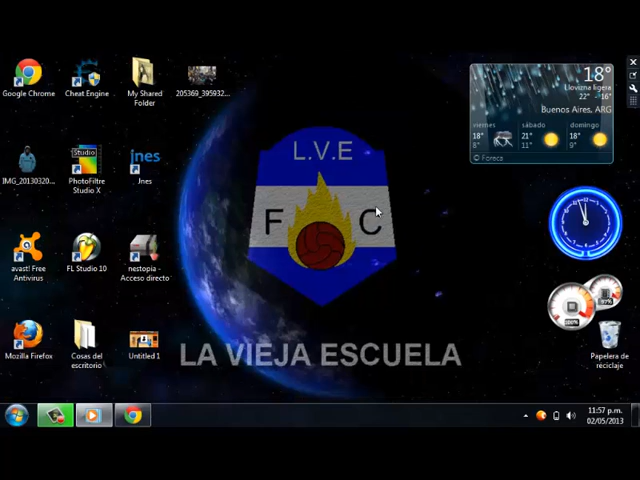 Google Chrome
Cheat Engine
My Shared
Folder
205369_395932...
18°
Llovizna ligera
22° -16°
Buenos Aires, ARG
viernes
sábado
domingo
18°
8°
21°
11°
18°
9°
© Foreca
IMG_20130320...
Studio
PhotoFiltre
Studio X
jnes
Jnes
L.V.E
F C
avast! Free
Antivirus
FL Studio 10
nestopia -
Acceso directo
Mozilla Firefox
Cosas del
escritorio
Untitled 1
LA VIEJA ESCUELA
100%
Papelera de
reciclaje
11:57 p.m.
02/05/2013